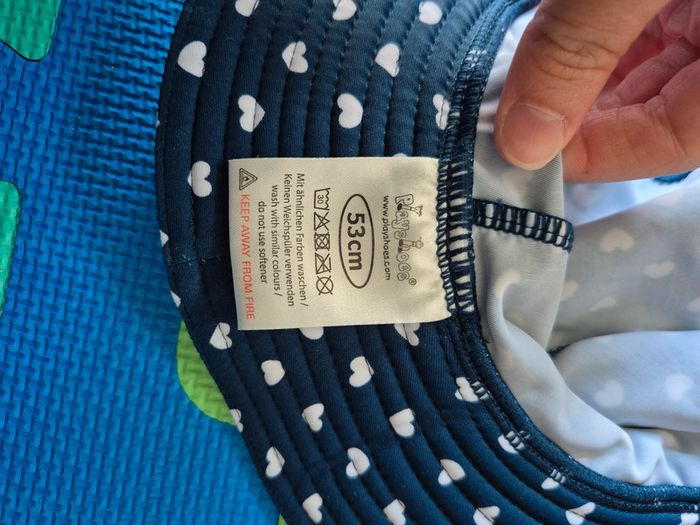 Playshoes®
www.playshoes.com
53cm
30
Mit ähnlichen Farben waschen /
Keinen Weichspüler verwenden
wash with similar colours /
do not use softener
KEEP AWAY FROM FIRE